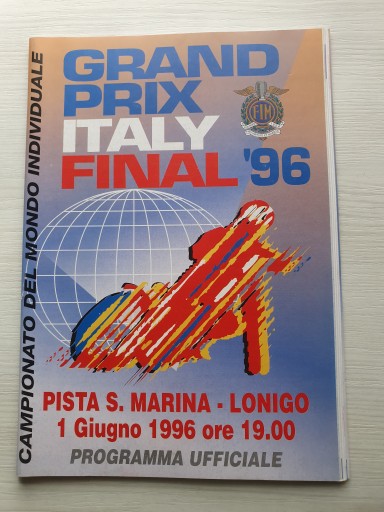 GRAND
PRIX
ITALY
FINAL '96
FIM
CAMPIONATO DEL MONDO INDIVIDUALE
PISTA S. MARINA - LONIGO
1 Giugno 1996 ore 19.00
PROGRAMMA UFFICIALE